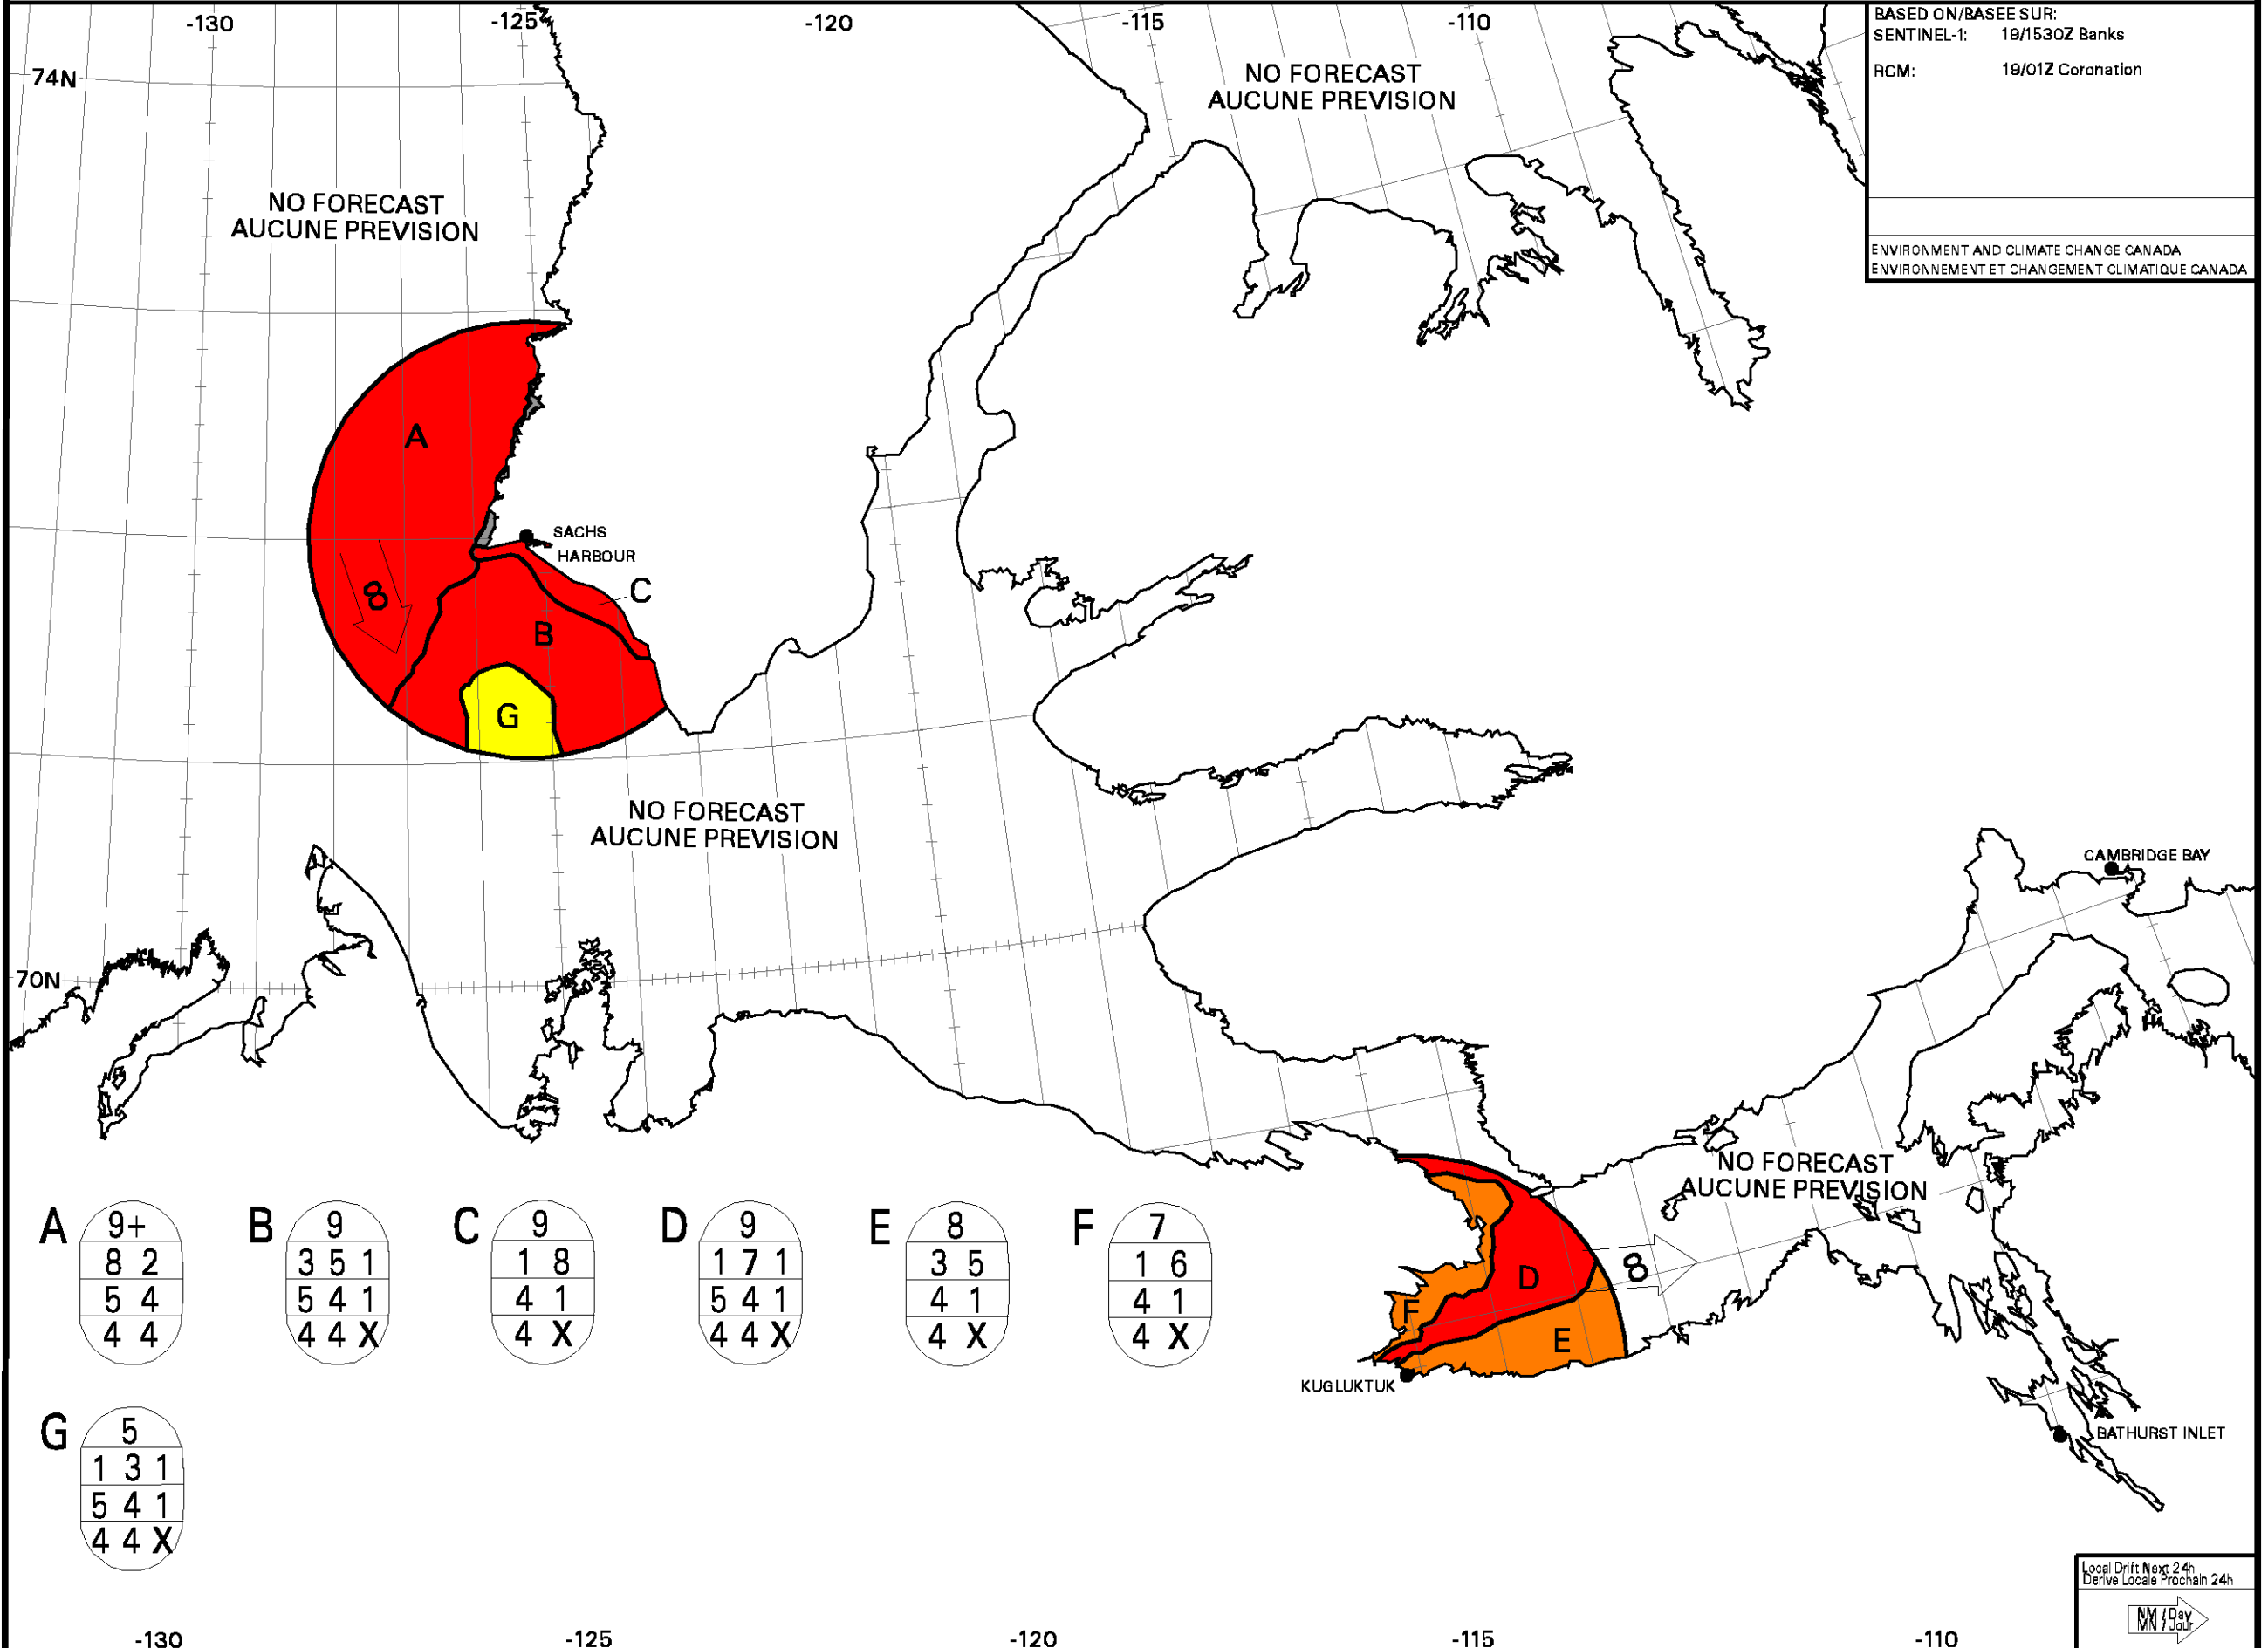 -130 -125 -120 -115 -110
BASED ON/BASEE SUR:
SENTINEL-1: 19/1530Z Banks
RCM: 19/01Z Coronation
ENVIRONMENT AND CLIMATE CHANGE CANADA
ENVIRONNEMENT ET CHANGEMENT CLIMATIQUE CANADA
74N
NO FORECAST
AUCUNE PREVISION
NO FORECAST
AUCUNE PREVISION
A
SACHS
HARBOUR
8
C
B
G
NO FORECAST
AUCUNE PREVISION
CAMBRIDGE BAY
70N
NO FORECAST
AUCUNE PREVISION
8
D
F
E
KUGLUKTUK
BATHURST INLET
A
9+
8 2
5 4
4 4
B
9
3 5 1
5 4 1
4 4 X
C
9
1 8
4 1
4 X
D
9
1 7 1
5 4 1
4 4 X
E
8
3 5
4 1
4 X
F
7
1 6
4 1
4 X
G
5
1 3 1
5 4 1
4 4 X
Local Drift Next 24h
Derive Locale Prochain 24h
NM / Day
MN / Jour
-130 -125 -120 -115 -110